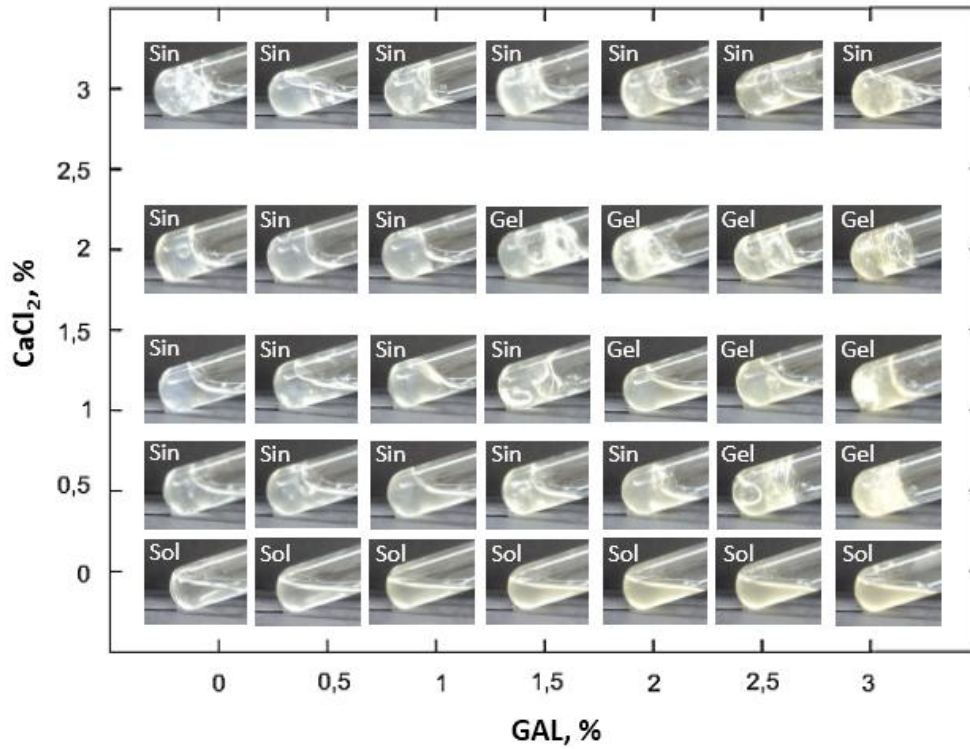 Sin Sin Sin Sin Sin Sin Sin
3
2,5
Sin Sin Sin Gel Gel Gel Gel
2
1,5
Sin Sin Sin Sin Gel Gel Gel
1
Sin Sin Sin Sin Sin Gel Gel
0,5
Sol Sol Sol Sol Sol Sol Sol
0
CaCl₂, %
0 0,5 1 1,5 2 2,5 3
GAL, %